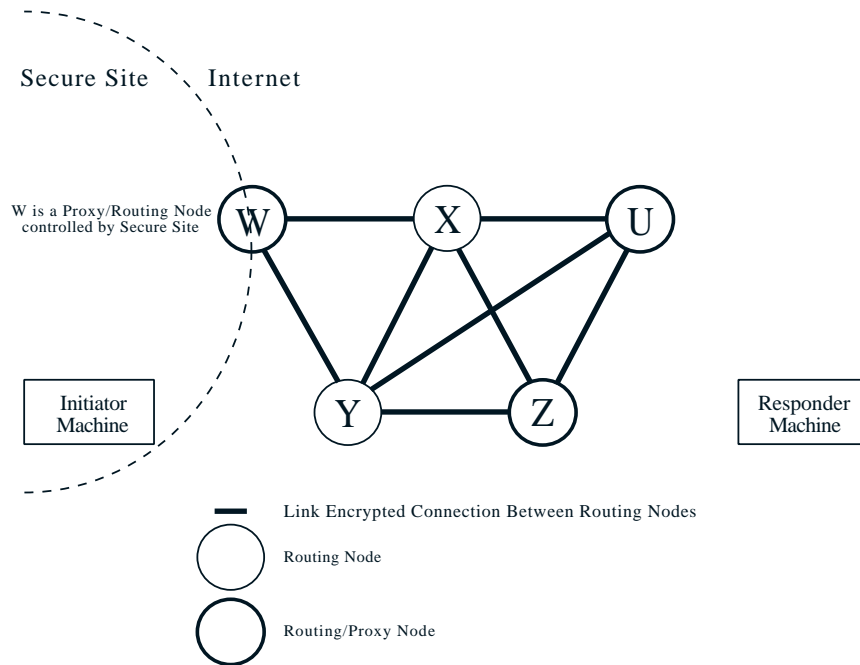 Secure Site
Internet
W is a Proxy/Routing Node
controlled by Secure Site
W
X
U
Y
Z
Initiator
Machine
Responder
Machine
Link Encrypted Connection Between Routing Nodes
Routing Node
Routing/Proxy Node